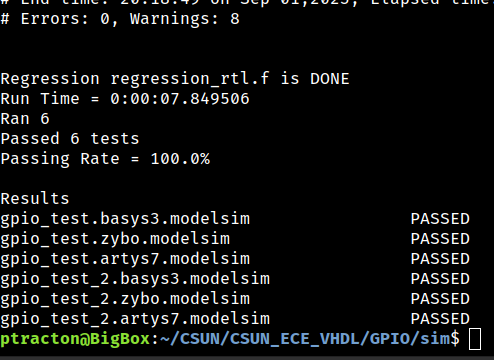 # End time: 20:18:49 on Sep 01,2023, Elapsed time:
# Errors: 0, Warnings: 8
Regression regression_rtl.f is DONE
Run Time = 0:00:07.849506
Ran 6
Passed 6 tests
Passing Rate = 100.0%
Results
gpio_test.basys3.modelsim PASSED
gpio_test.zybo.modelsim PASSED
gpio_test.artys7.modelsim PASSED
gpio_test_2.basys3.modelsim PASSED
gpio_test_2.zybo.modelsim PASSED
gpio_test_2.artys7.modelsim PASSED
ptracton@BigBox:~/CSUN/CSUN_ECE_VHDL/GPIO/sim$